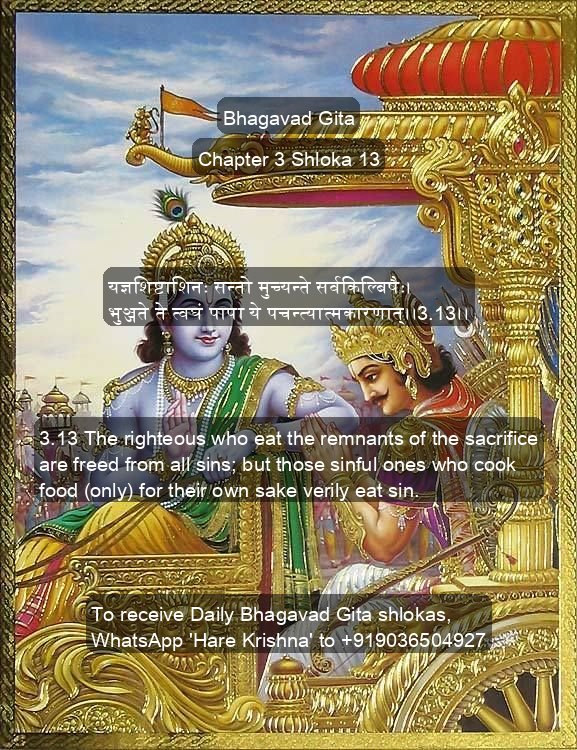 Bhagavad Gita
Chapter 3 Shloka 13
यज्ञशिष्टाशिनः सन्तो मुच्यन्ते सर्वकिल्बिषैः।
भुञ्जते ते त्वघं पापा ये पचन्त्यात्मकारणात्।।3.13।।
3.13 The righteous who eat the remnants of the sacrifice
are freed from all sins; but those sinful ones who cook
food (only) for their own sake verily eat sin.
To receive Daily Bhagavad Gita shlokas,
WhatsApp 'Hare Krishna' to +919036504927